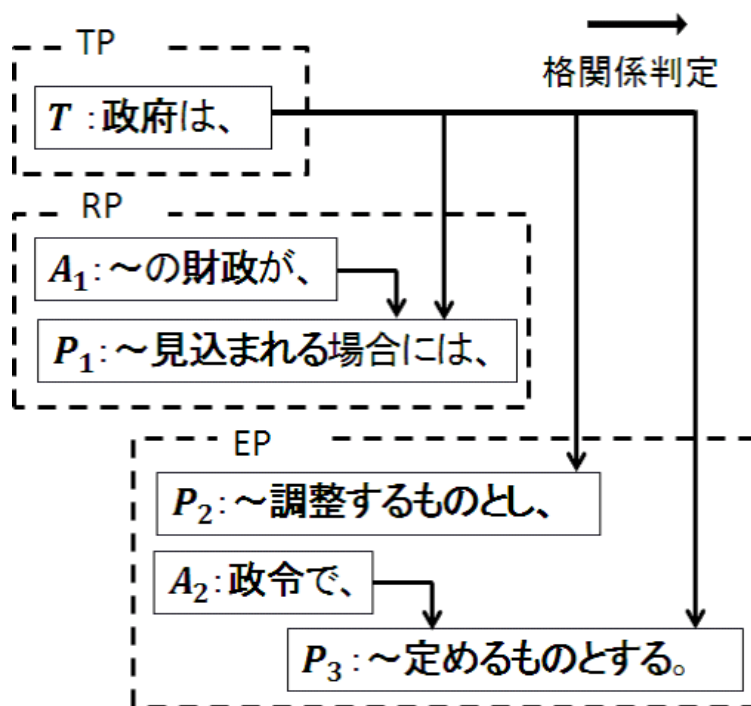 TP
格関係判定
T：政府は、
RP
A₁：～の財政が、
P₁：～見込まれる場合には、
EP
P₂：～調整するものとし、
A₂：政令で、
P₃：～定めるものとする。